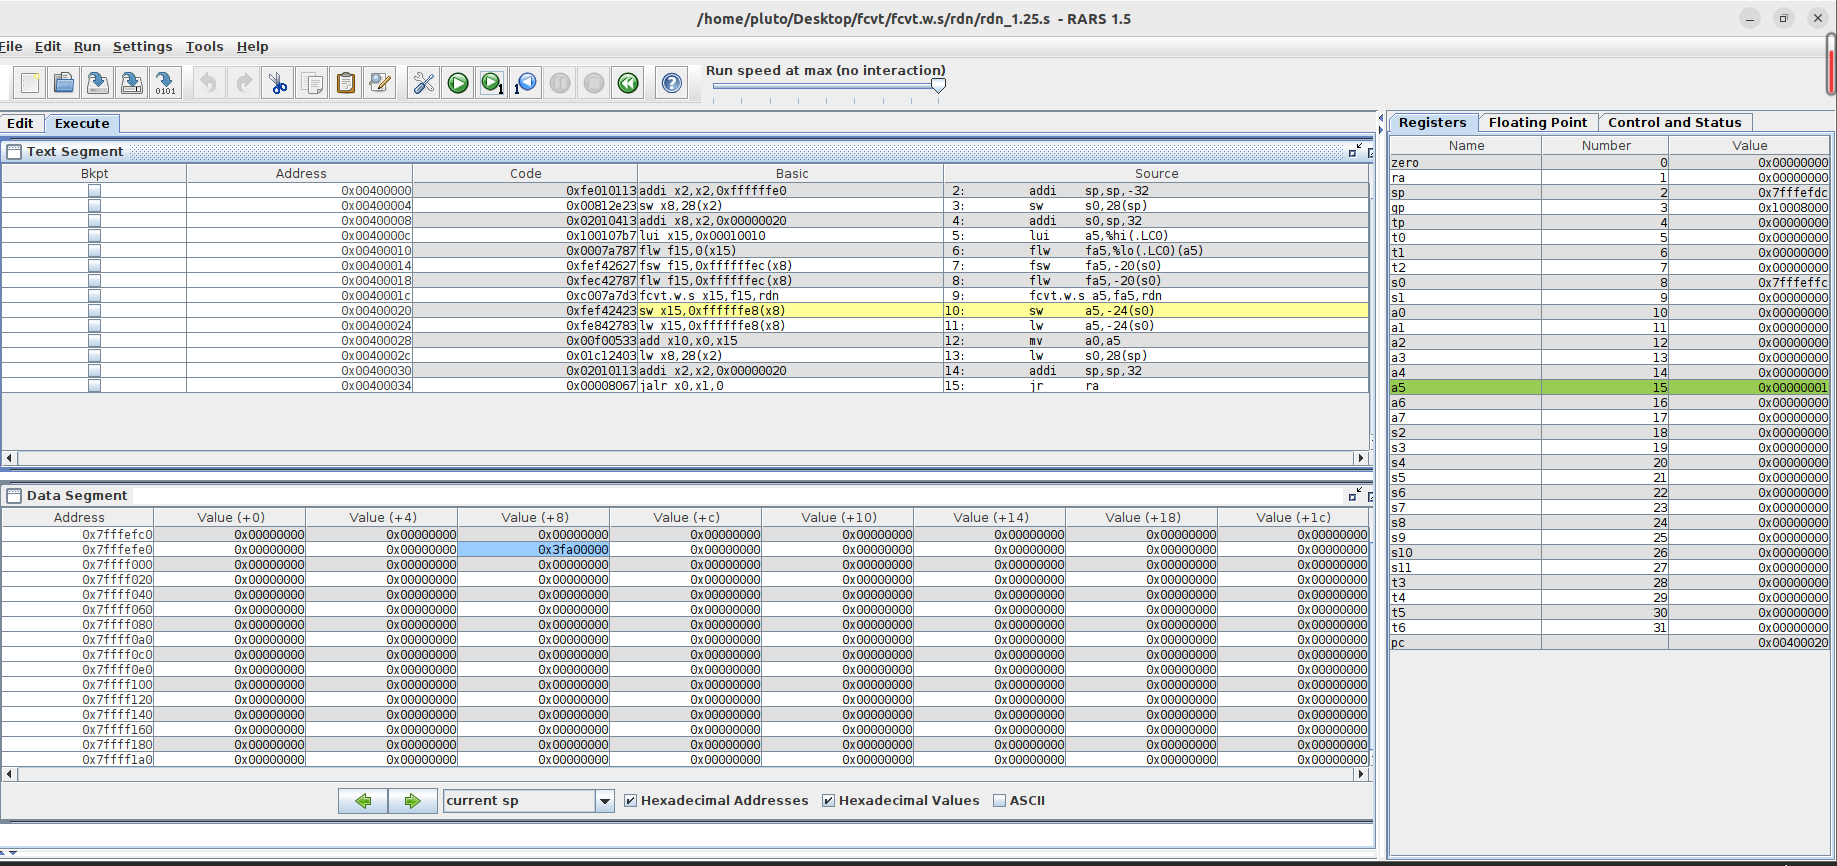 /home/pluto/Desktop/fcvt/fcvt.w.s/rdn/rdn_1.25.s - RARS 1.5
File Edit Run Settings Tools Help
Run speed at max (no interaction)
Edit Execute
Text Segment
Bkpt Address Code Basic Source
0x00400000 0xfe010113 addi x2,x2,0xffffffe0 2: addi sp,sp,-32
0x00400004 0x00812e23 sw x8,28(x2) 3: sw s0,28(sp)
0x00400008 0x02010413 addi x8,x2,0x00000020 4: addi s0,sp,32
0x0040000c 0x100107b7 lui x15,0x00010010 5: lui a5,%hi(.LC0)
0x00400010 0x0007a787 flw f15,0(x15) 6: flw fa5,%lo(.LC0)(a5)
0x00400014 0xfef42627 fsw f15,0xffffffec(x8) 7: fsw fa5,-20(s0)
0x00400018 0xfec42787 flw f15,0xffffffec(x8) 8: flw fa5,-20(s0)
0x0040001c 0xc007a7d3 fcvt.w.s x15,f15,rdn 9: fcvt.w.s a5,fa5,rdn
0x00400020 0xfef42423 sw x15,0xffffffe8(x8) 10: sw a5,-24(s0)
0x00400024 0xfe842783 lw x15,0xffffffe8(x8) 11: lw a5,-24(s0)
0x00400028 0x00f00533 add x10,x0,x15 12: mv a0,a5
0x0040002c 0x01c12403 lw x8,28(x2) 13: lw s0,28(sp)
0x00400030 0x02010113 addi x2,x2,0x00000020 14: addi sp,sp,32
0x00400034 0x00008067 jalr x0,x1,0 15: jr ra
Data Segment
Address Value (+0) Value (+4) Value (+8) Value (+c) Value (+10) Value (+14) Value (+18) Value (+1c)
0x7fffefc0 0x00000000 0x00000000 0x00000000 0x00000000 0x00000000 0x00000000 0x00000000 0x00000000
0x7fffefe0 0x00000000 0x00000000 0x3fa00000 0x00000000 0x00000000 0x00000000 0x00000000 0x00000000
0x7ffff000 0x00000000 0x00000000 0x00000000 0x00000000 0x00000000 0x00000000 0x00000000 0x00000000
0x7ffff020 0x00000000 0x00000000 0x00000000 0x00000000 0x00000000 0x00000000 0x00000000 0x00000000
0x7ffff040 0x00000000 0x00000000 0x00000000 0x00000000 0x00000000 0x00000000 0x00000000 0x00000000
0x7ffff060 0x00000000 0x00000000 0x00000000 0x00000000 0x00000000 0x00000000 0x00000000 0x00000000
0x7ffff080 0x00000000 0x00000000 0x00000000 0x00000000 0x00000000 0x00000000 0x00000000 0x00000000
0x7ffff0a0 0x00000000 0x00000000 0x00000000 0x00000000 0x00000000 0x00000000 0x00000000 0x00000000
0x7ffff0c0 0x00000000 0x00000000 0x00000000 0x00000000 0x00000000 0x00000000 0x00000000 0x00000000
0x7ffff0e0 0x00000000 0x00000000 0x00000000 0x00000000 0x00000000 0x00000000 0x00000000 0x00000000
0x7ffff100 0x00000000 0x00000000 0x00000000 0x00000000 0x00000000 0x00000000 0x00000000 0x00000000
0x7ffff120 0x00000000 0x00000000 0x00000000 0x00000000 0x00000000 0x00000000 0x00000000 0x00000000
0x7ffff140 0x00000000 0x00000000 0x00000000 0x00000000 0x00000000 0x00000000 0x00000000 0x00000000
0x7ffff160 0x00000000 0x00000000 0x00000000 0x00000000 0x00000000 0x00000000 0x00000000 0x00000000
0x7ffff180 0x00000000 0x00000000 0x00000000 0x00000000 0x00000000 0x00000000 0x00000000 0x00000000
0x7ffff1a0 0x00000000 0x00000000 0x00000000 0x00000000 0x00000000 0x00000000 0x00000000 0x00000000
current sp Hexadecimal Addresses Hexadecimal Values ASCII
Registers Floating Point Control and Status
Name Number Value
zero 0 0x00000000
ra 1 0x00000000
sp 2 0x7fffefdc
gp 3 0x10008000
tp 4 0x00000000
t0 5 0x00000000
t1 6 0x00000000
t2 7 0x00000000
s0 8 0x7fffeffc
s1 9 0x00000000
a0 10 0x00000000
a1 11 0x00000000
a2 12 0x00000000
a3 13 0x00000000
a4 14 0x00000000
a5 15 0x00000001
a6 16 0x00000000
a7 17 0x00000000
s2 18 0x00000000
s3 19 0x00000000
s4 20 0x00000000
s5 21 0x00000000
s6 22 0x00000000
s7 23 0x00000000
s8 24 0x00000000
s9 25 0x00000000
s10 26 0x00000000
s11 27 0x00000000
t3 28 0x00000000
t4 29 0x00000000
t5 30 0x00000000
t6 31 0x00000000
pc 0x00400020